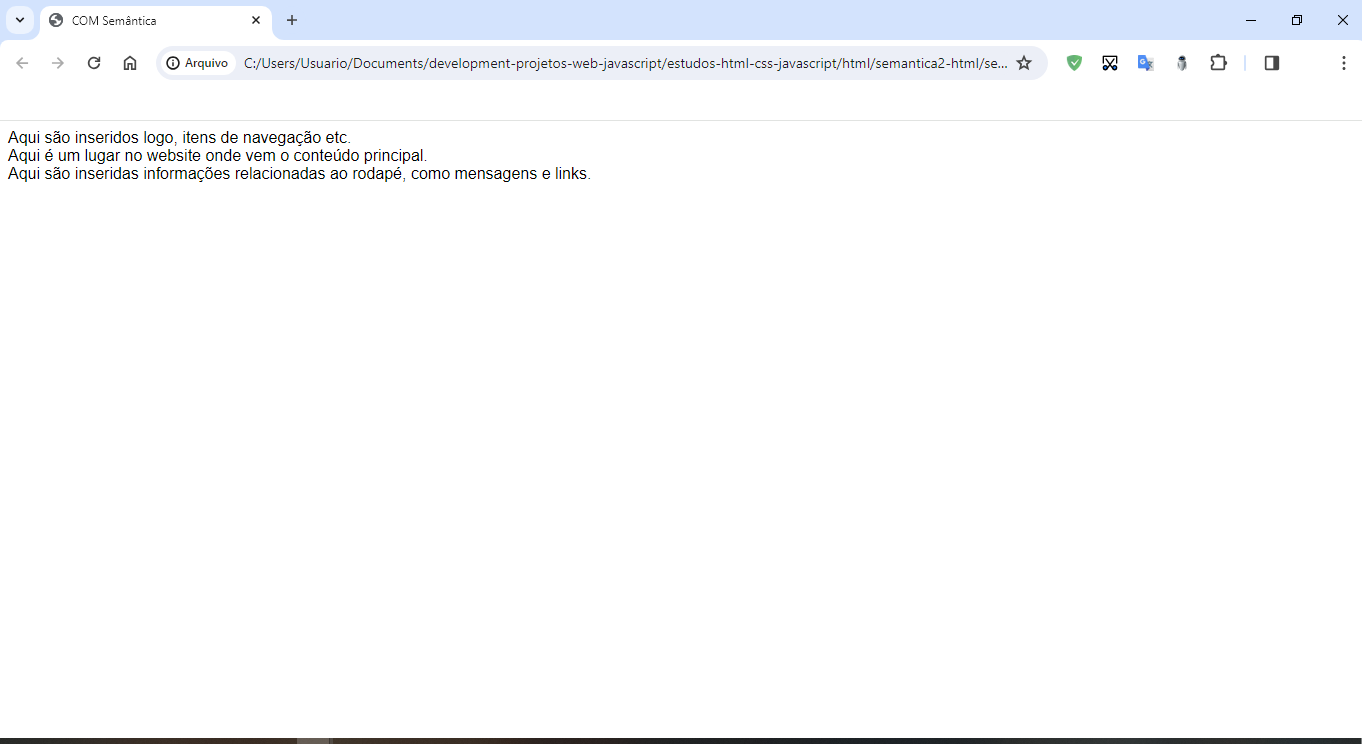 COM Semântica
Arquivo
C:/Users/Usuario/Documents/development-projetos-web-javascript/estudos-html-css-javascript/html/semantica2-html/se...
Aqui são inseridos logo, itens de navegação etc.
Aqui é um lugar no website onde vem o conteúdo principal.
Aqui são inseridas informações relacionadas ao rodapé, como mensagens e links.